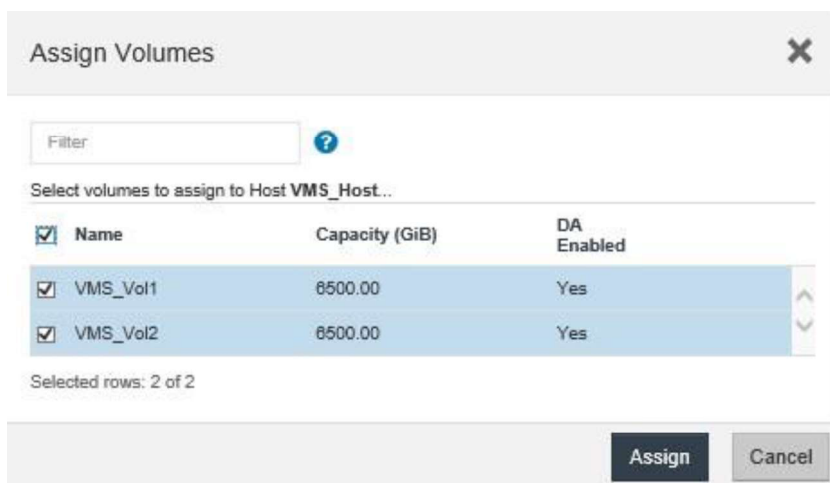 Assign Volumes
Filter
Select volumes to assign to Host VMS_Host...
Name Capacity (GiB) DA Enabled
VMS_Vol1 6500.00 Yes
VMS_Vol2 6500.00 Yes
Selected rows: 2 of 2
Assign Cancel